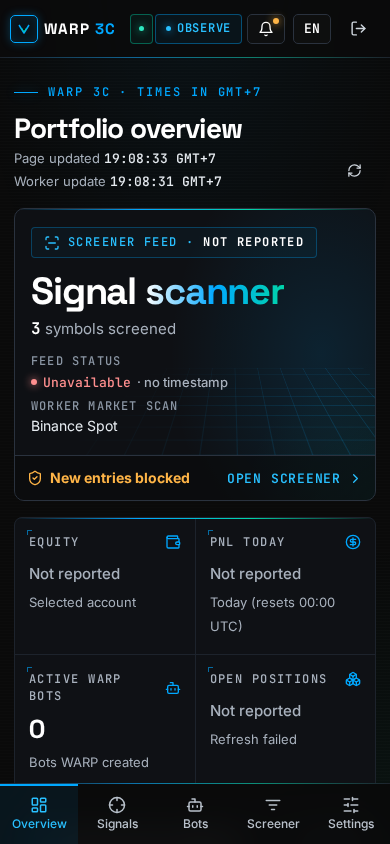 WARP 3C
OBSERVE
EN
WARP 3C · TIMES IN GMT+7
Portfolio overview
Page updated 19:08:33 GMT+7
Worker update 19:08:31 GMT+7
SCREENER FEED · NOT REPORTED
Signal scanner
3 symbols screened
FEED STATUS
Unavailable · no timestamp
WORKER MARKET SCAN
Binance Spot
New entries blocked
OPEN SCREENER
EQUITY
Not reported
Selected account
PNL TODAY
Not reported
Today (resets 00:00
UTC)
ACTIVE WARP
BOTS
0
Bots WARP created
OPEN POSITIONS
Not reported
Refresh failed
Overview
Signals
Bots
Screener
Settings